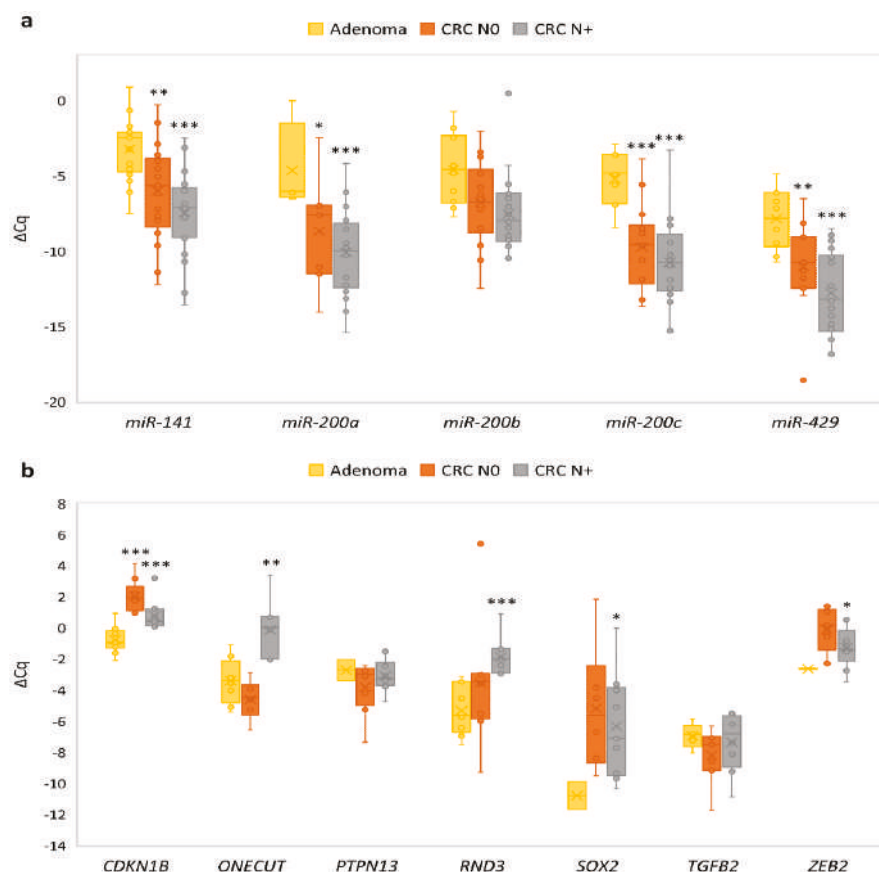 a
Adenoma CRC N0 CRC N+
0
-5
-10
-15
-20
ΔCq
** *** * *** *** *** ** ***
miR-141 miR-200a miR-200b miR-200c miR-429
b
Adenoma CRC N0 CRC N+
8
6
4
2
0
-2
-4
-6
-8
-10
-12
-14
ΔCq
*** *** ** *** * *
CDKN1B ONECUT PTPN13 RND3 SOX2 TGFB2 ZEB2